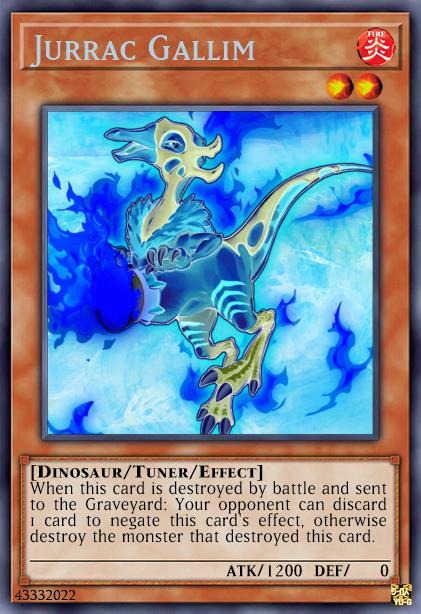 JURRAC GALLIM
FIRE
炎
[DINOSAUR/TUNER/EFFECT]
When this card is destroyed by battle and sent
to the Graveyard: Your opponent can discard
1 card to negate this card's effect, otherwise
destroy the monster that destroyed this card.
ATK/1200 DEF/ 0
43332022